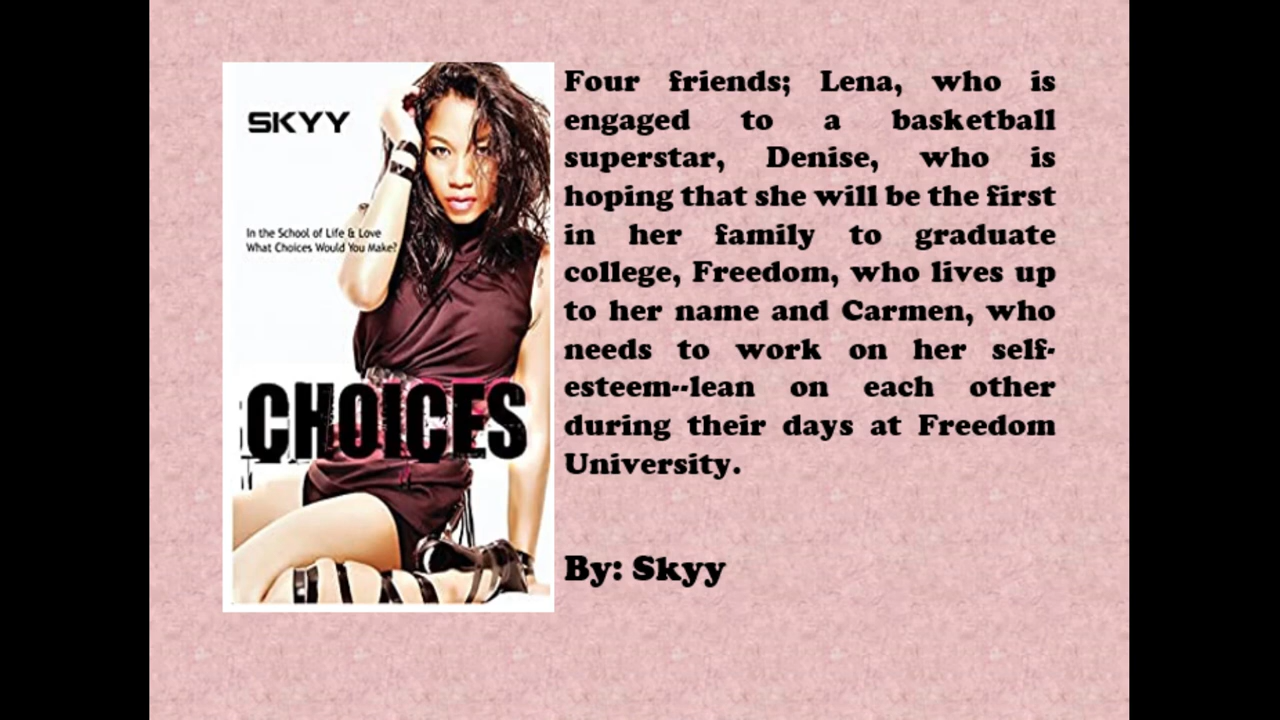 SKYY
In the School of Life & Love
What Choices Would You Make?
CHOICES
Four friends; Lena, who is
engaged to a basketball
superstar, Denise, who is
hoping that she will be the first
in her family to graduate
college, Freedom, who lives up
to her name and Carmen, who
needs to work on her self-
esteem--lean on each other
during their days at Freedom
University.
By: Skyy